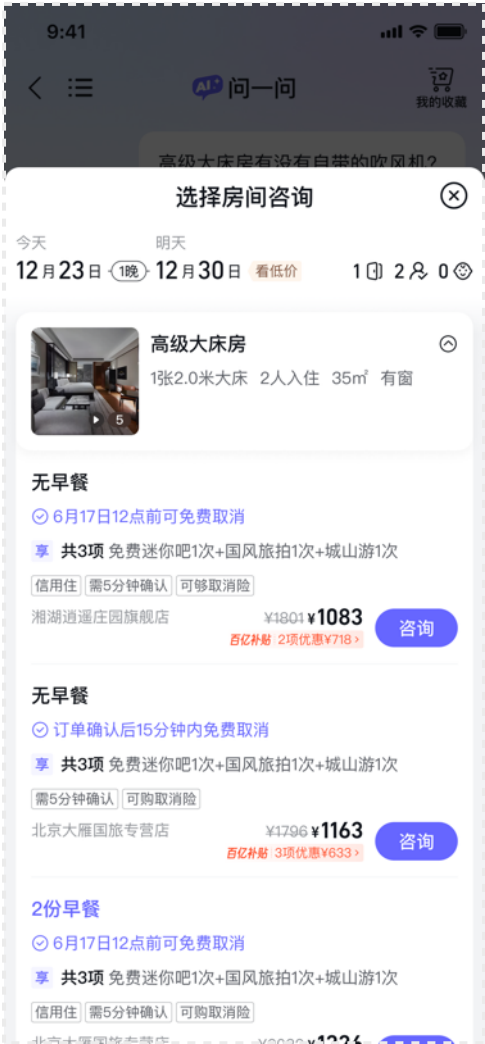 9:41
AI 问一问
我的收藏
高级大床房有没有自带的吹风机?
选择房间咨询
今天 明天
12月23日 1晚 12月30日 看低价 1 2 0
高级大床房
1张2.0米大床 2人入住 35㎡ 有窗
5
无早餐
6月17日12点前可免费取消
享 共3项 免费迷你吧1次+国风旅拍1次+城山游1次
信用住 需5分钟确认 可够取消险
湘湖逍遥庄园旗舰店 ¥1801 ¥1083 咨询
百亿补贴 2项优惠¥718 >
无早餐
订单确认后15分钟内免费取消
享 共3项 免费迷你吧1次+国风旅拍1次+城山游1次
需5分钟确认 可购取消险
北京大雁国旅专营店 ¥1796 ¥1163 咨询
百亿补贴 3项优惠¥633 >
2份早餐
6月17日12点前可免费取消
享 共3项 免费迷你吧1次+国风旅拍1次+城山游1次
信用住 需5分钟确认 可购取消险
北京大雁国旅专营店